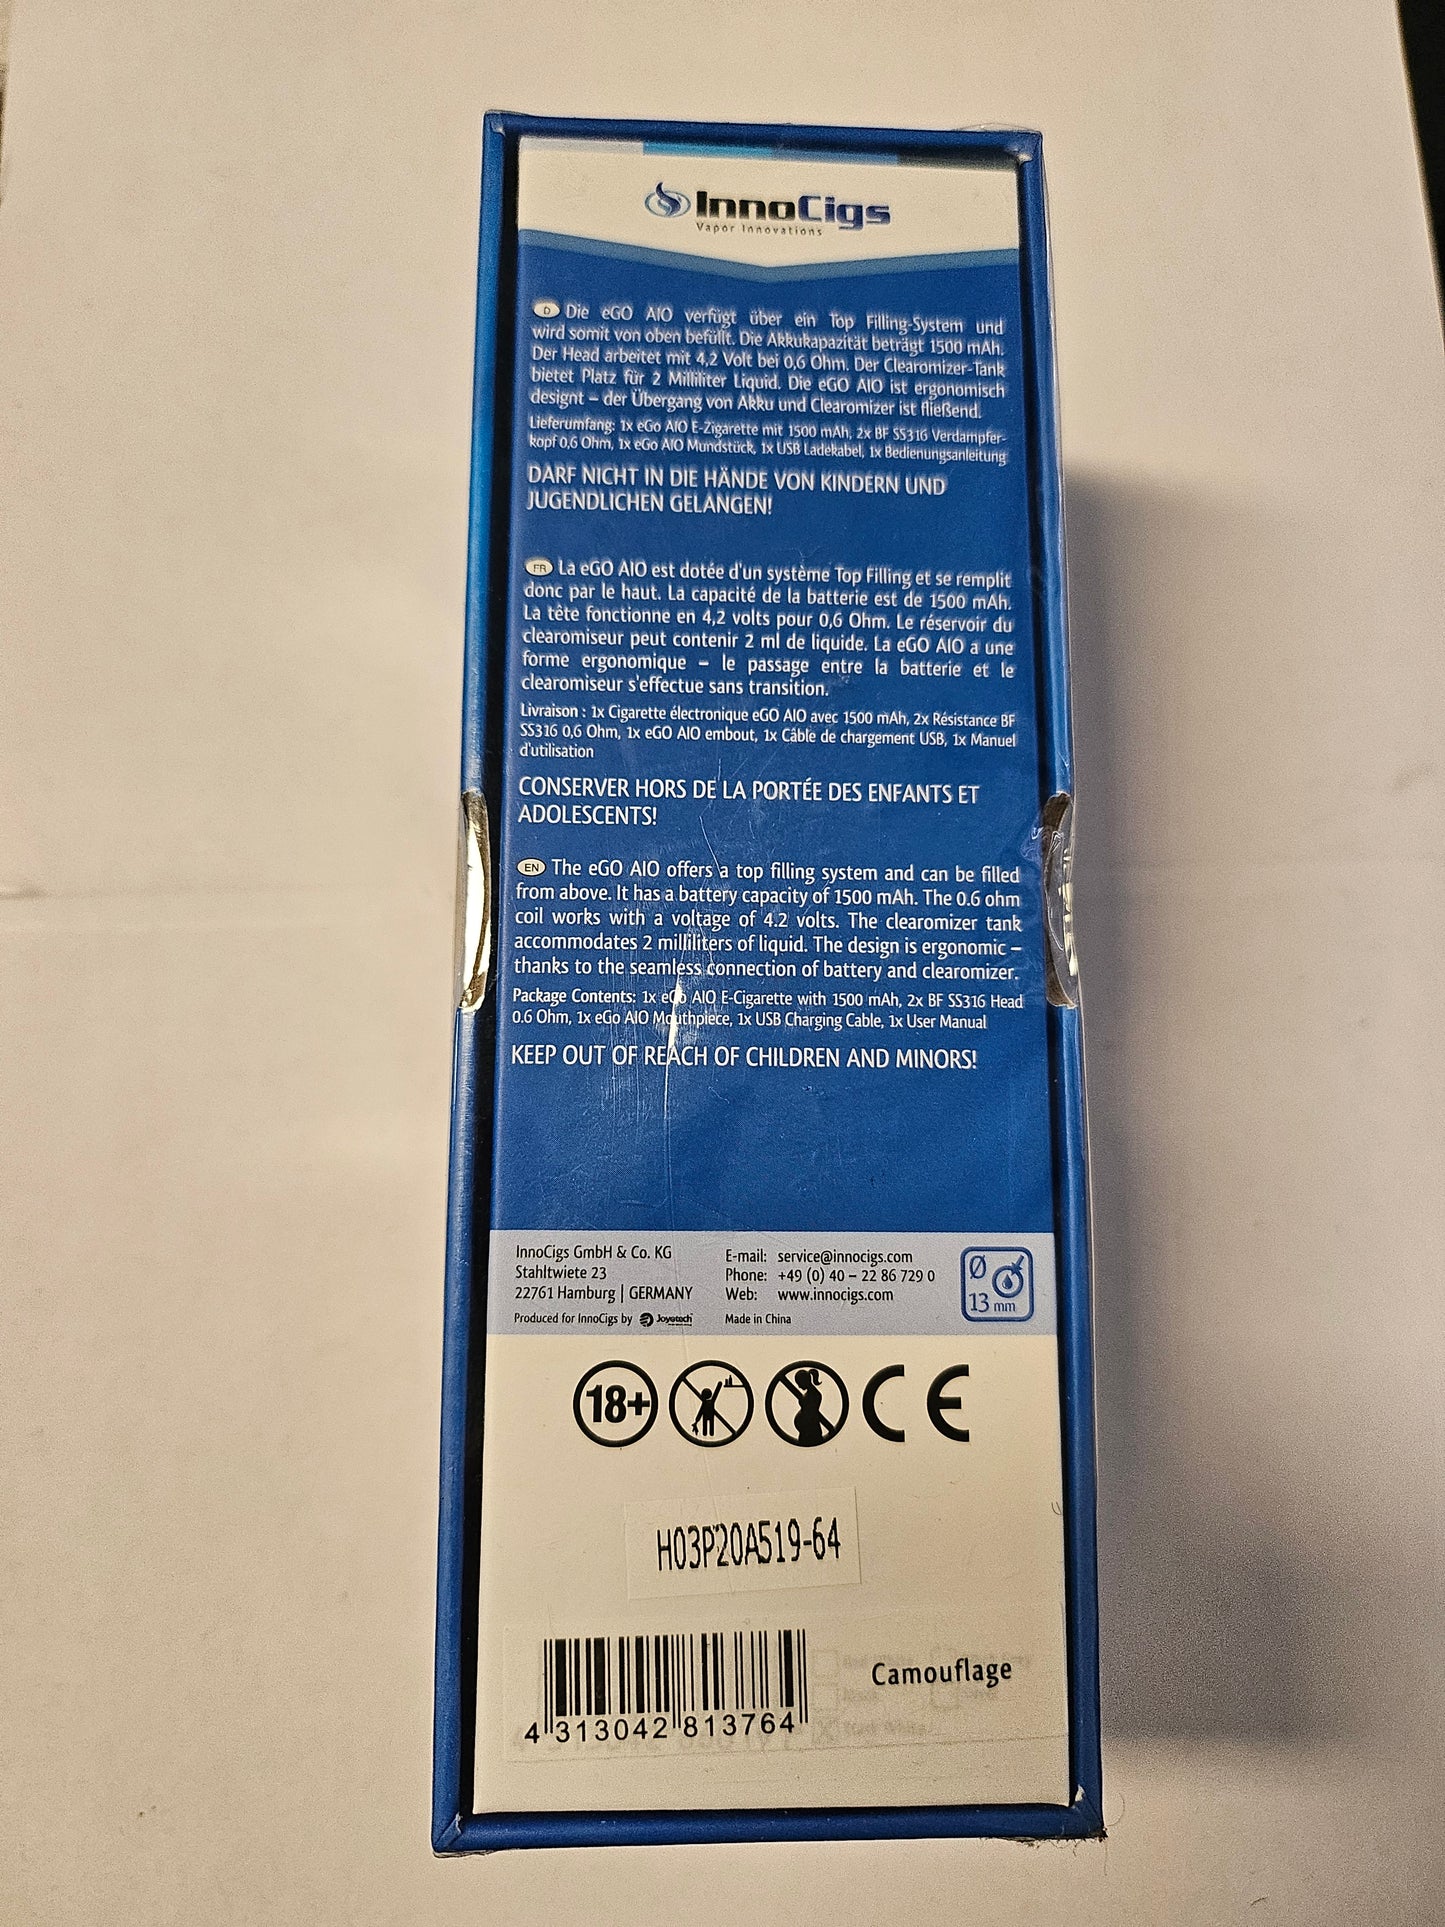 InnoCigs
Vapor Innovations
D Die eGO AIO verfügt über ein Top Filling-System und
wird somit von oben befüllt. Die Akkukapazität beträgt 1500 mAh.
Der Head arbeitet mit 4,2 Volt bei 0,6 Ohm. Der Clearomizer-Tank
bietet Platz für 2 Milliliter Liquid. Die eGO AIO ist ergonomisch
designt – der Übergang von Akku und Clearomizer ist fließend.
Lieferumfang: 1x eGo AIO E-Zigarette mit 1500 mAh, 2x BF SS316 Verdampfer-
kopf 0,6 Ohm, 1x eGo AIO Mundstück, 1x USB Ladekabel, 1x Bedienungsanleitung
DARF NICHT IN DIE HÄNDE VON KINDERN UND
JUGENDLICHEN GELANGEN!
FR La eGO AIO est dotée d'un système Top Filling et se remplit
donc par le haut. La capacité de la batterie est de 1500 mAh.
La tête fonctionne en 4,2 volts pour 0,6 Ohm. Le réservoir du
clearomiseur peut contenir 2 ml de liquide. La eGO AIO a une
forme ergonomique – le passage entre la batterie et le
clearomiseur s'effectue sans transition.
Livraison : 1x Cigarette électronique eGO AIO avec 1500 mAh, 2x Résistance BF
SS316 0,6 Ohm, 1x eGO AIO embout, 1x Câble de chargement USB, 1x Manuel
d'utilisation
CONSERVER HORS DE LA PORTÉE DES ENFANTS ET
ADOLESCENTS!
EN The eGO AIO offers a top filling system and can be filled
from above. It has a battery capacity of 1500 mAh. The 0.6 ohm
coil works with a voltage of 4.2 volts. The clearomizer tank
accommodates 2 milliliters of liquid. The design is ergonomic –
thanks to the seamless connection of battery and clearomizer.
Package Contents: 1x eGo AIO E-Cigarette with 1500 mAh, 2x BF SS316 Head
0.6 Ohm, 1x eGo AIO Mouthpiece, 1x USB Charging Cable, 1x User Manual
KEEP OUT OF REACH OF CHILDREN AND MINORS!
InnoCigs GmbH & Co. KG
Stahltwiete 23
22761 Hamburg | GERMANY
Produced for InnoCigs by Joyetech
E-mail: service@innocigs.com
Phone: +49 (0) 40 – 22 86 729 0
Web: www.innocigs.com
Made in China
Ø
13 mm
18+
CE
H03P20A519-64
4 313042 813764
Camouflage